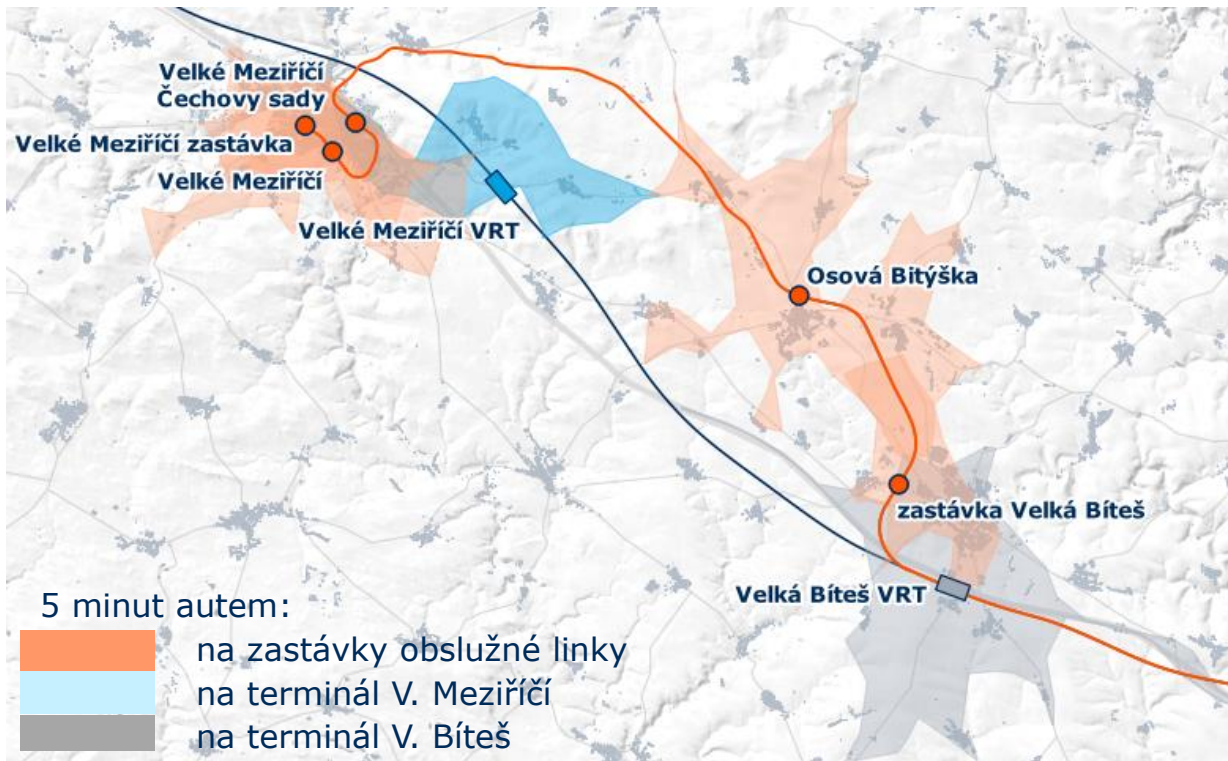 Velké Meziříčí
Čechovy sady
Velké Meziříčí zastávka
Velké Meziříčí
Velké Meziříčí VRT
Osová Bitýška
zastávka Velká Bíteš
Velká Bíteš VRT
5 minut autem:
na zastávky obslužné linky
na terminál V. Meziříčí
na terminál V. Bíteš